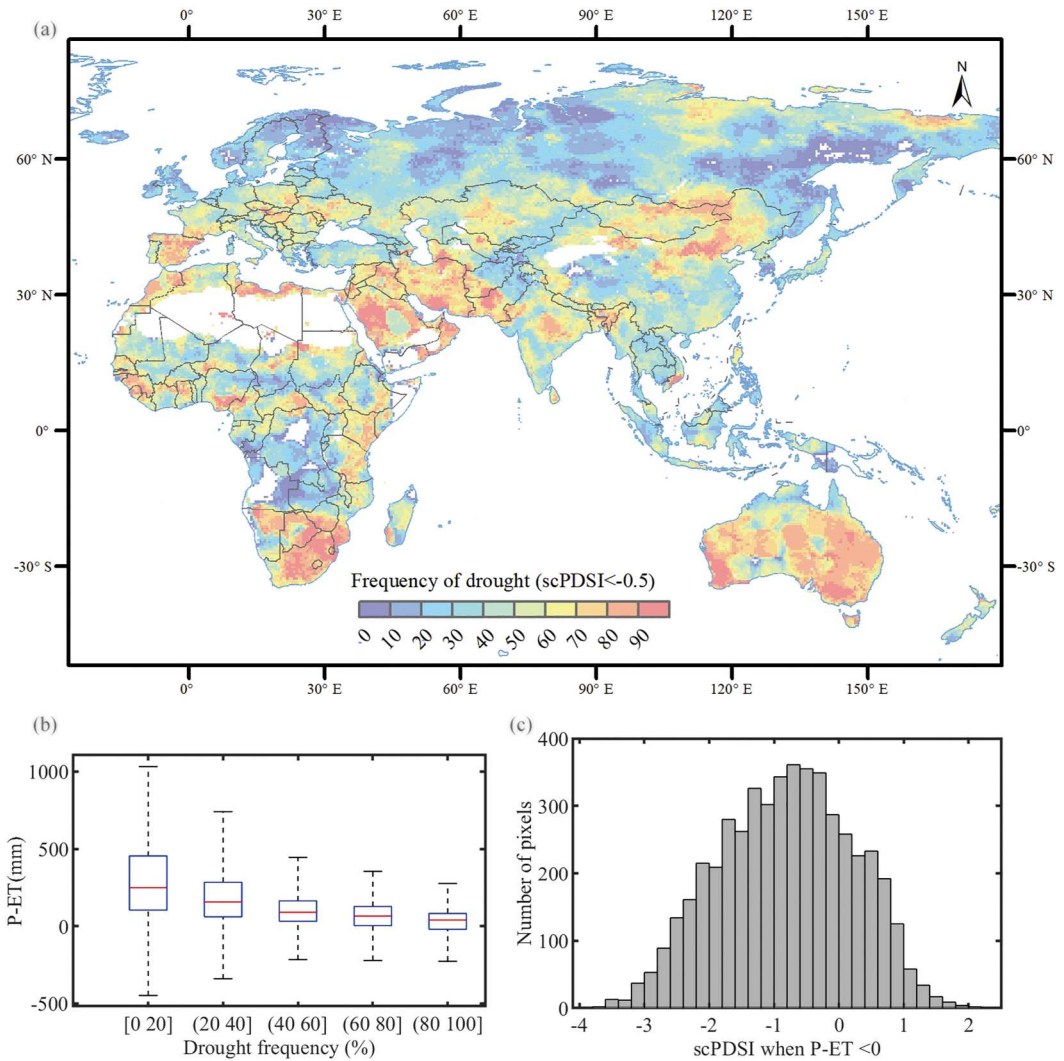 (a)
0° 30° E 60° E 90° E 120° E 150° E
N
60° N 60° N
30° N 30° N
0° 0°
-30° S -30° S
Frequency of drought (scPDSI<-0.5)
0 10 20 30 40 50 60 70 80 90
0° 30° E 60° E 90° E 120° E 150° E
(b)
1000
500
0
-500
P-ET(mm)
[0 20] (20 40] (40 60] (60 80] (80 100]
Drought frequency (%)
(c)
400
300
200
100
0
Number of pixels
-4 -3 -2 -1 0 1 2
scPDSI when P-ET <0